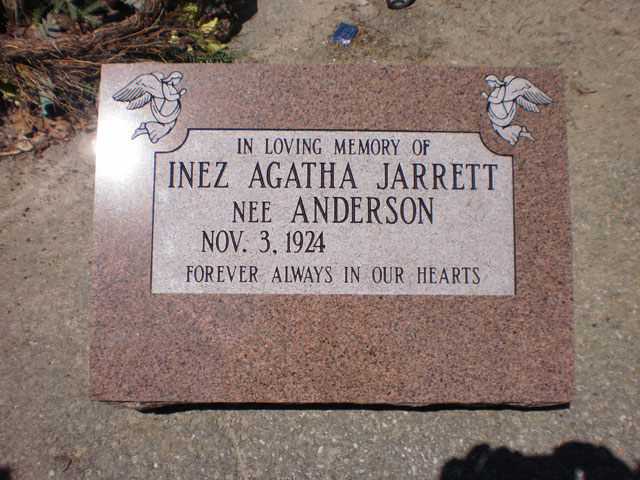 IN LOVING MEMORY OF
INEZ AGATHA JARRETT
NEE ANDERSON
NOV. 3, 1924
FOREVER ALWAYS IN OUR HEARTS